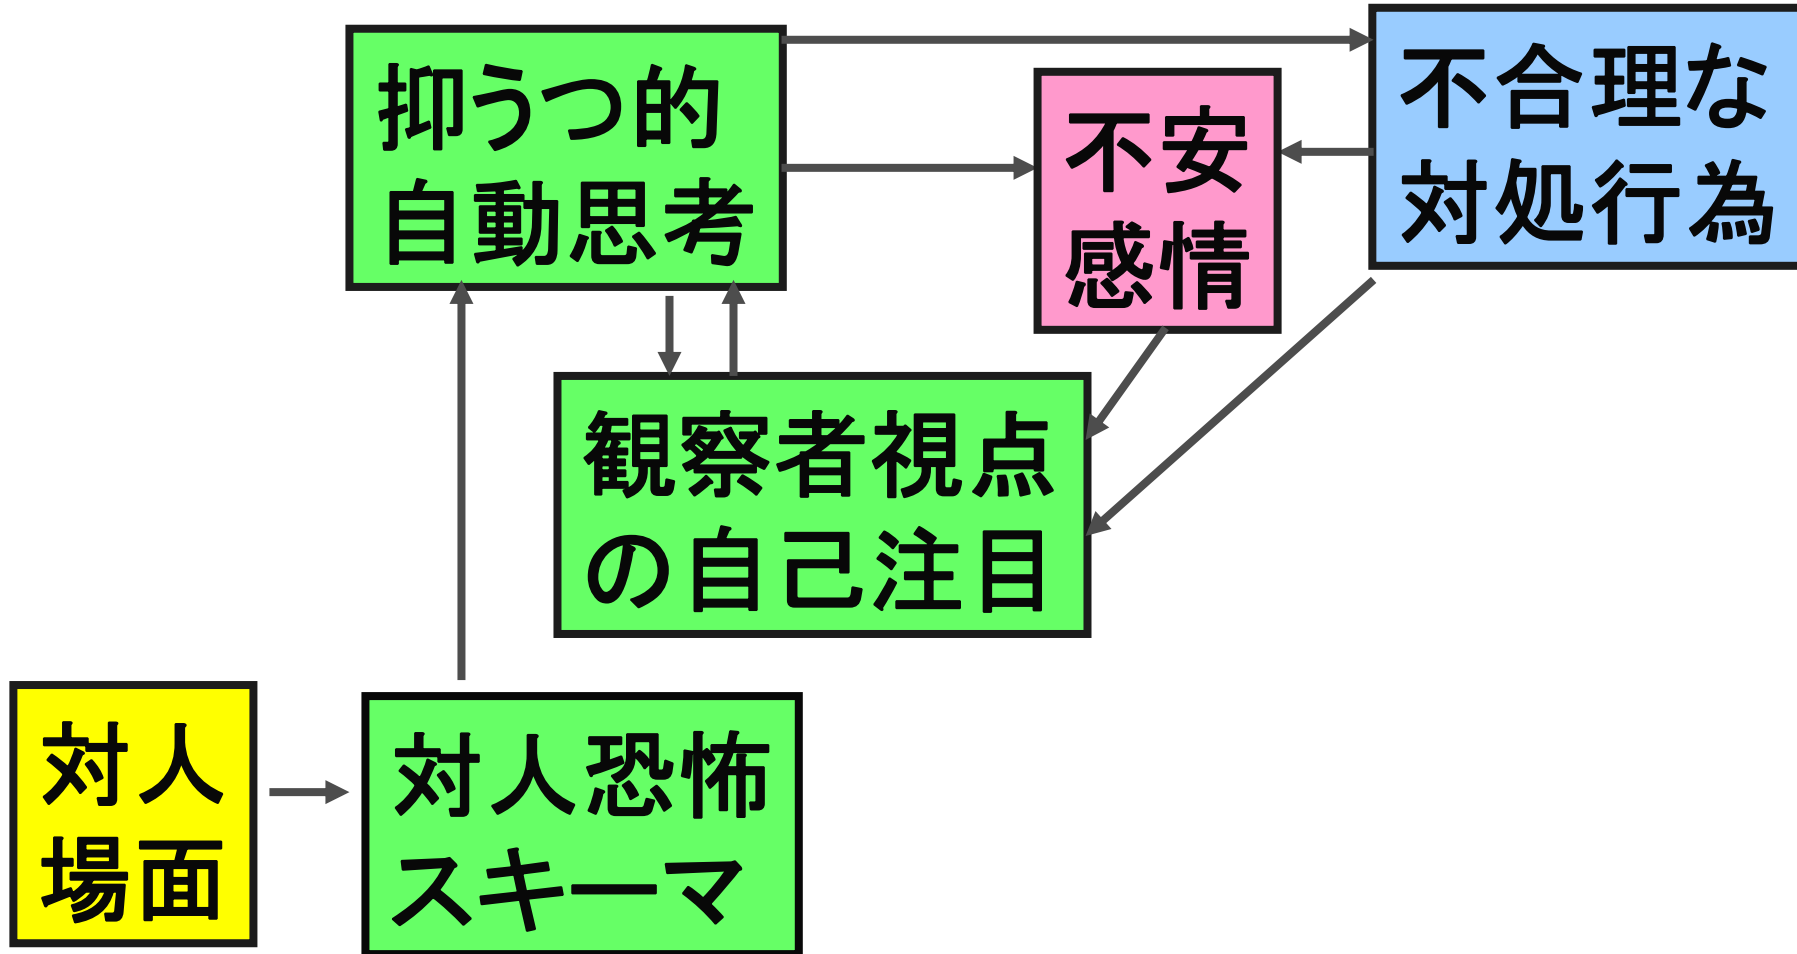 抑うつ的
自動思考
不安
感情
不合理な
対処行為
観察者視点
の自己注目
対人
場面
対人恐怖
スキーマ